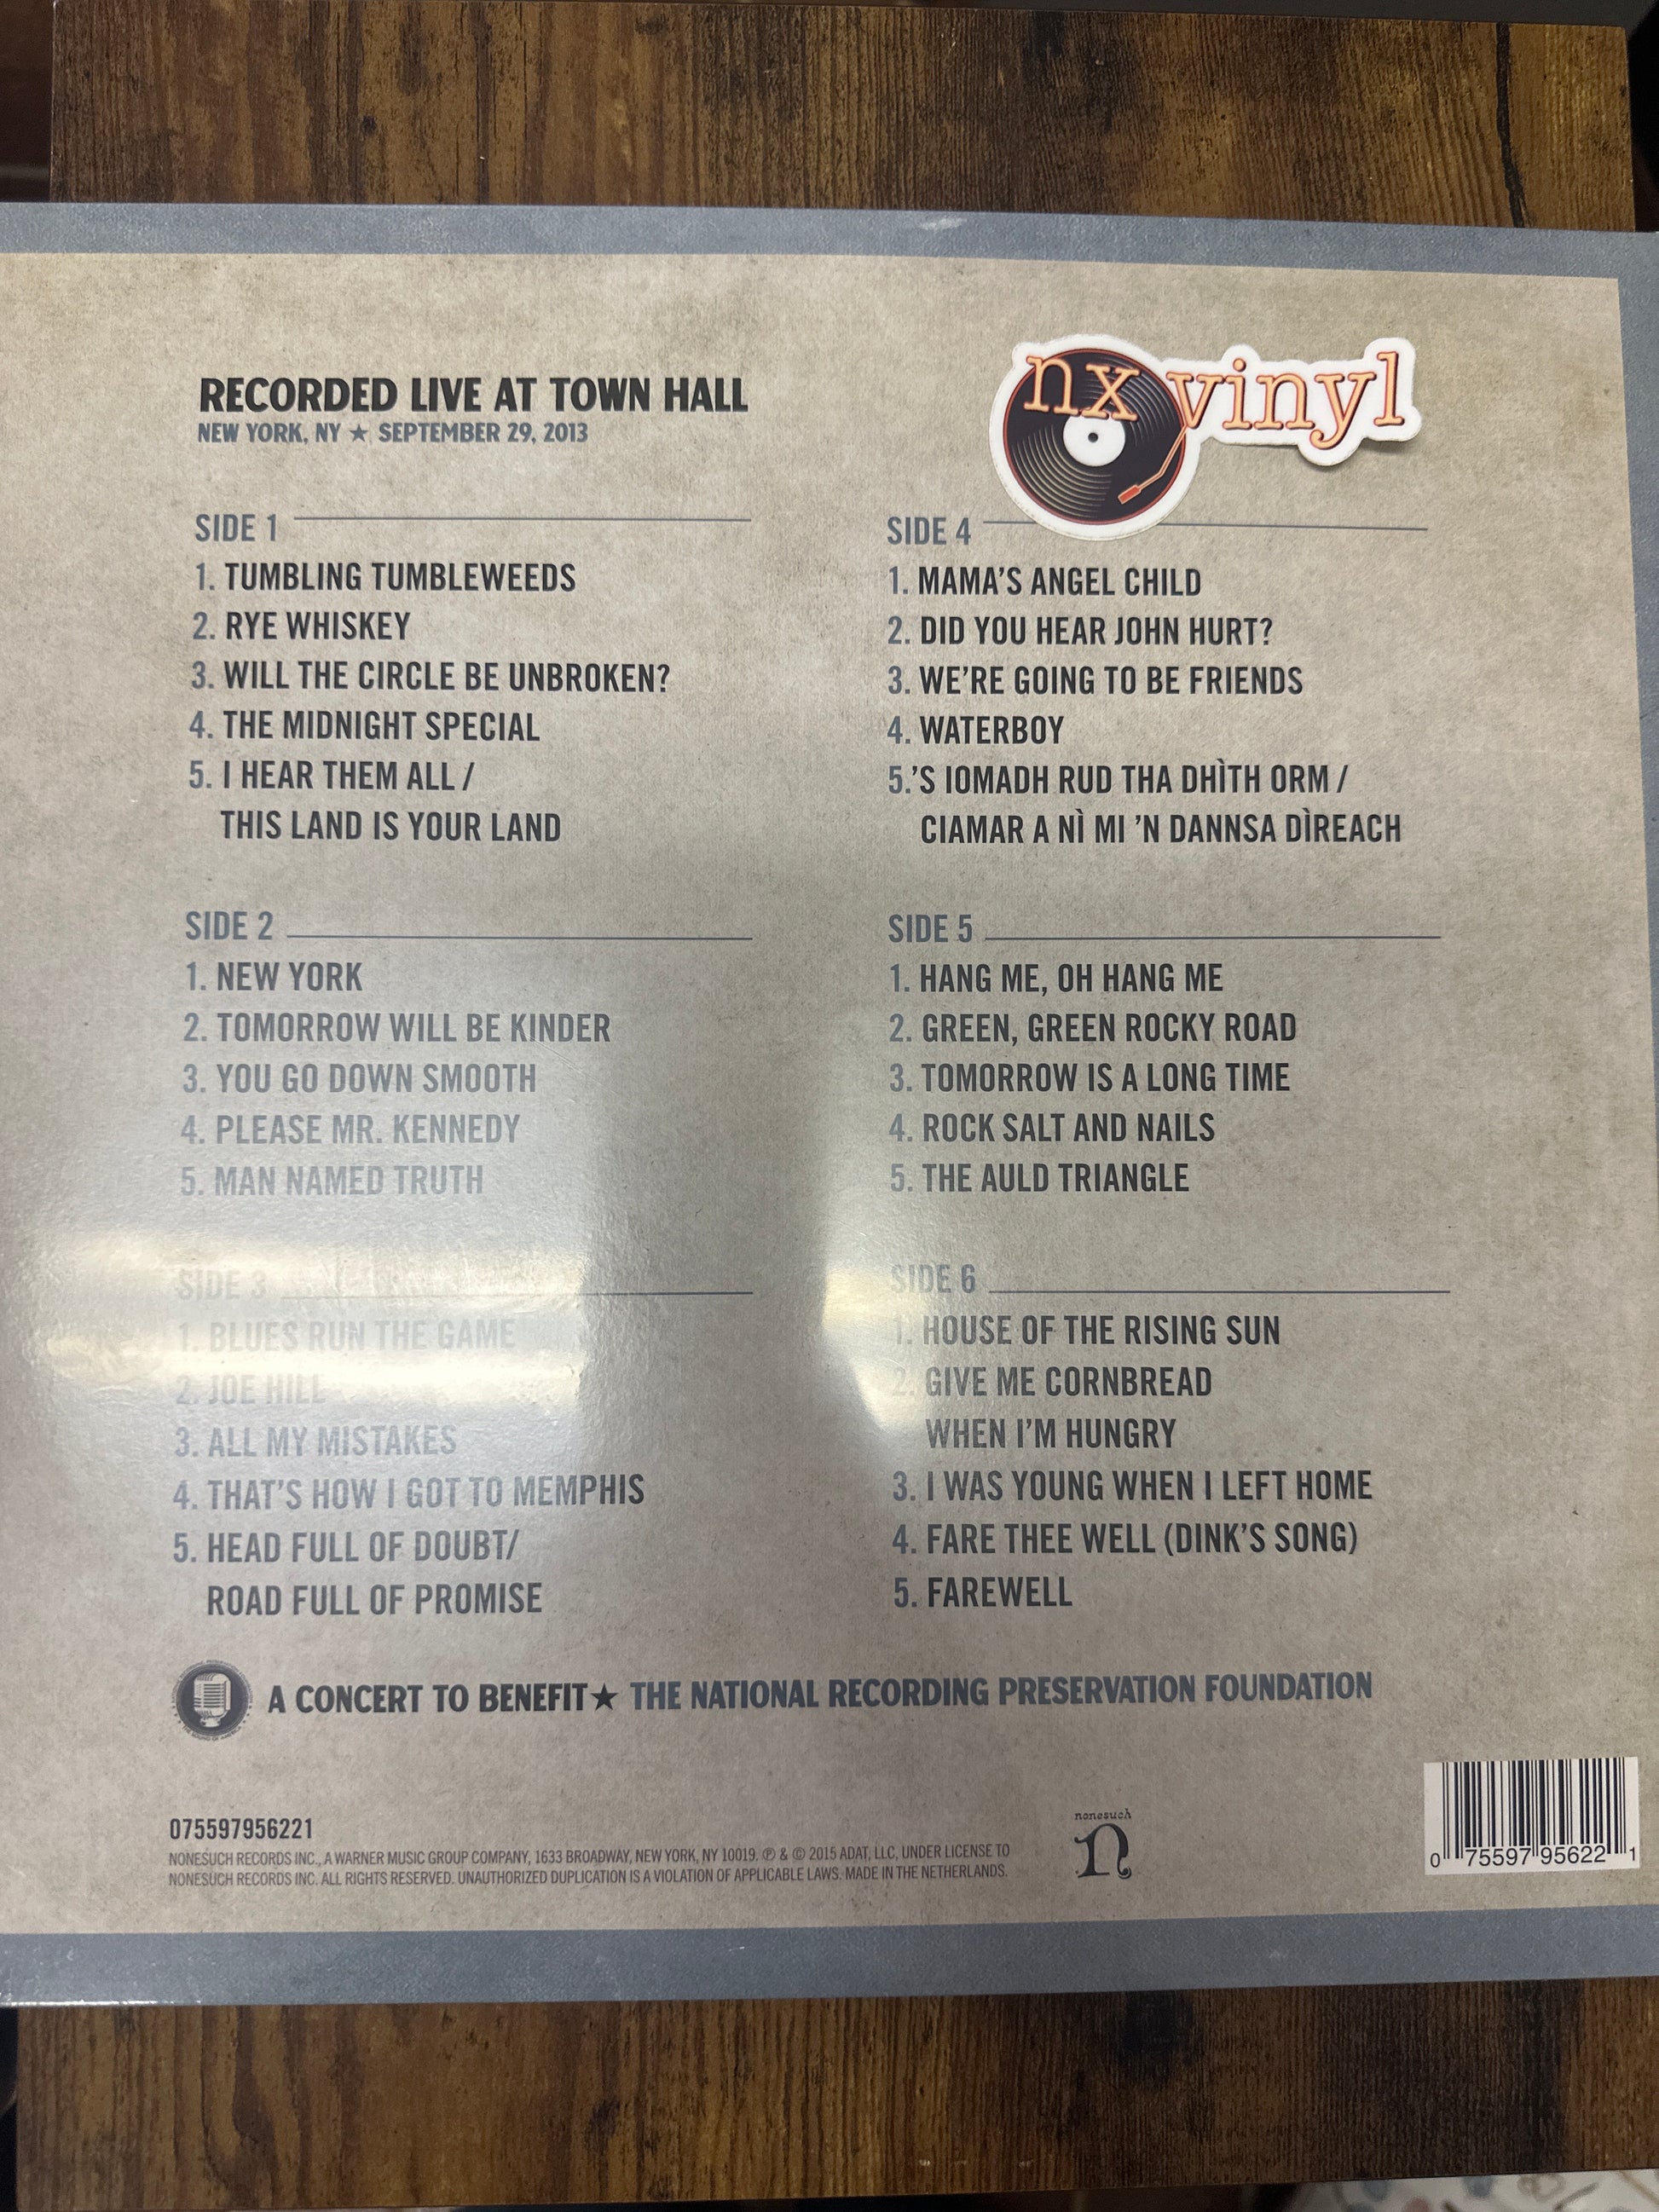 RECORDED LIVE AT TOWN HALL
NEW YORK, NY ★ SEPTEMBER 29, 2013
nx vinyl
SIDE 1
1. TUMBLING TUMBLEWEEDS
2. RYE WHISKEY
3. WILL THE CIRCLE BE UNBROKEN?
4. THE MIDNIGHT SPECIAL
5. I HEAR THEM ALL /
THIS LAND IS YOUR LAND
SIDE 2
1. NEW YORK
2. TOMORROW WILL BE KINDER
3. YOU GO DOWN SMOOTH
4. PLEASE MR. KENNEDY
5. MAN NAMED TRUTH
SIDE 3
1. BLUES RUN THE GAME
2. JOE HILL
3. ALL MY MISTAKES
4. THAT'S HOW I GOT TO MEMPHIS
5. HEAD FULL OF DOUBT/
ROAD FULL OF PROMISE
SIDE 4
1. MAMA'S ANGEL CHILD
2. DID YOU HEAR JOHN HURT?
3. WE'RE GOING TO BE FRIENDS
4. WATERBOY
5.'S IOMADH RUD THA DHÌTH ORM /
CIAMAR A NÌ MI 'N DANNSA DÌREACH
SIDE 5
1. HANG ME, OH HANG ME
2. GREEN, GREEN ROCKY ROAD
3. TOMORROW IS A LONG TIME
4. ROCK SALT AND NAILS
5. THE AULD TRIANGLE
SIDE 6
1. HOUSE OF THE RISING SUN
2. GIVE ME CORNBREAD
WHEN I'M HUNGRY
3. I WAS YOUNG WHEN I LEFT HOME
4. FARE THEE WELL (DINK'S SONG)
5. FAREWELL
A CONCERT TO BENEFIT ★ THE NATIONAL RECORDING PRESERVATION FOUNDATION
075597956221
NONESUCH RECORDS INC., A WARNER MUSIC GROUP COMPANY, 1633 BROADWAY, NEW YORK, NY 10019. ℗ & © 2015 ADAT, LLC, UNDER LICENSE TO
NONESUCH RECORDS INC. ALL RIGHTS RESERVED. UNAUTHORIZED DUPLICATION IS A VIOLATION OF APPLICABLE LAWS. MADE IN THE NETHERLANDS.
nonesuch
n
0 75597 95622 1